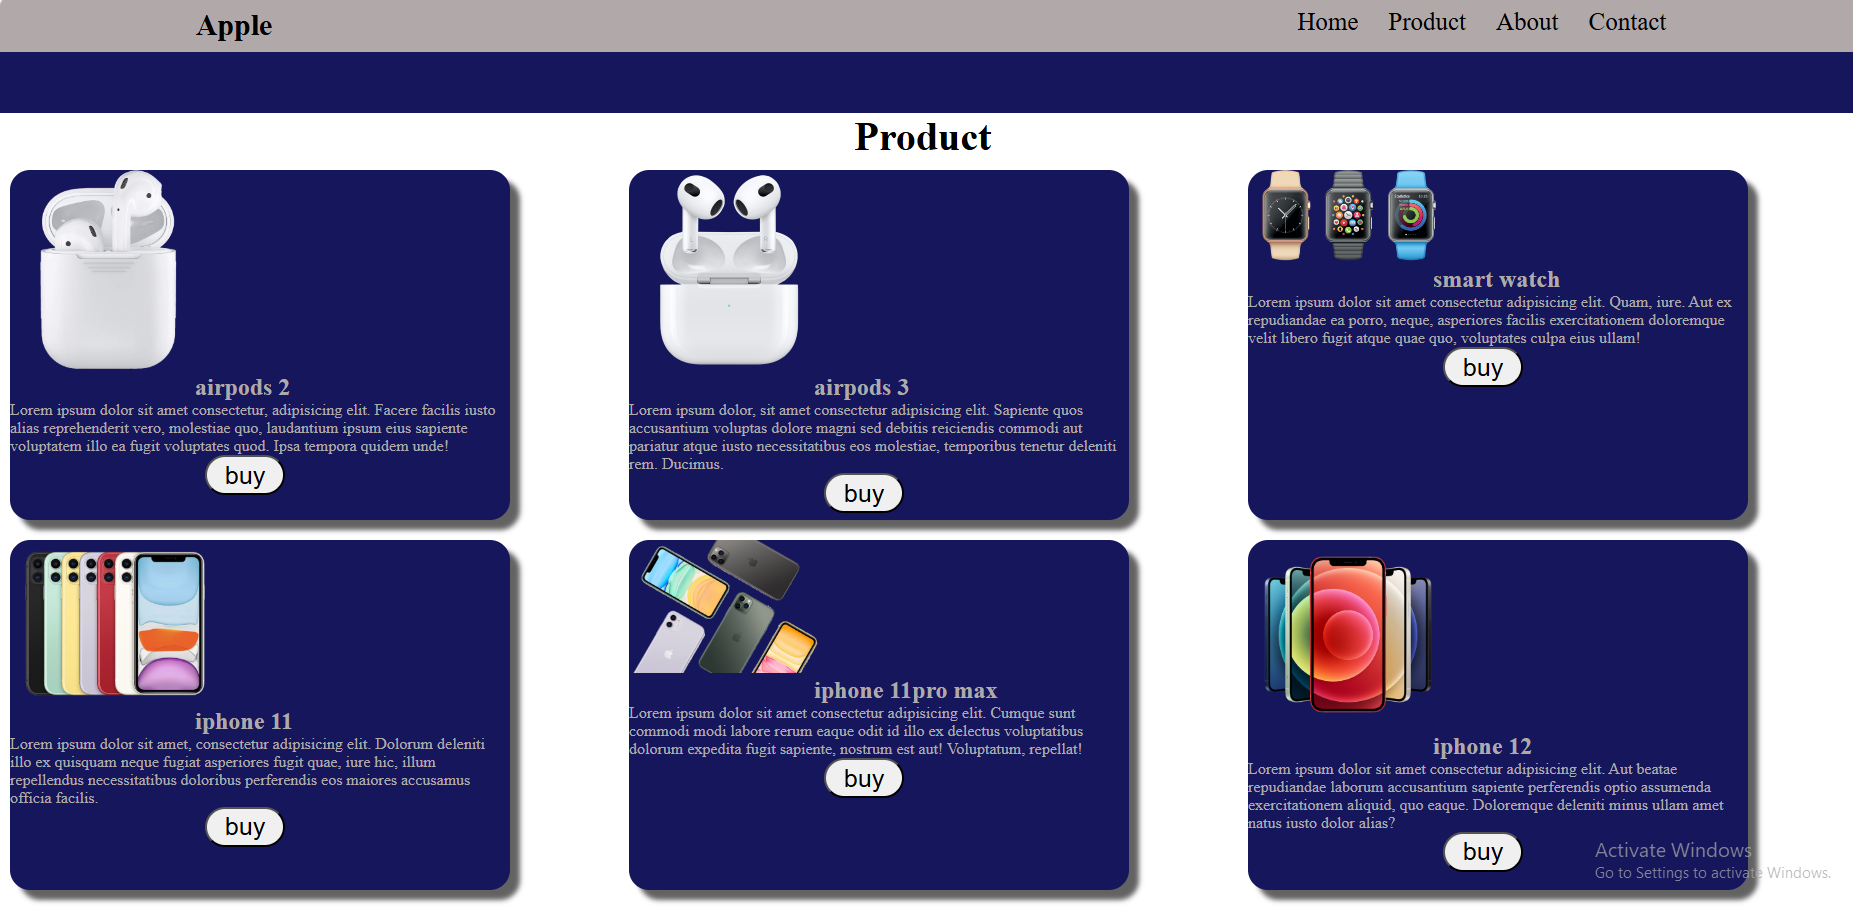 Apple
Home Product About Contact
Product
airpods 2
Lorem ipsum dolor sit amet consectetur, adipisicing elit. Facere facilis iusto
alias reprehenderit vero, molestiae quo, laudantium ipsum eius sapiente
voluptatem illo ea fugit voluptates quod. Ipsa tempora quidem unde!
buy
airpods 3
Lorem ipsum dolor, sit amet consectetur adipisicing elit. Sapiente quos
accusantium voluptas dolore magni sed debitis reiciendis commodi aut
pariatur atque iusto necessitatibus eos molestiae, temporibus tenetur deleniti
rem. Ducimus.
buy
smart watch
Lorem ipsum dolor sit amet consectetur adipisicing elit. Quam, iure. Aut ex
repudiandae ea porro, neque, asperiores facilis exercitationem doloremque
velit libero fugit atque quae quo, voluptates culpa eius ullam!
buy
iphone 11
Lorem ipsum dolor sit amet, consectetur adipisicing elit. Dolorum deleniti
illo ex quisquam neque fugiat asperiores fugit quae, iure hic, illum
repellendus necessitatibus doloribus perferendis eos maiores accusamus
officia facilis.
buy
iphone 11pro max
Lorem ipsum dolor sit amet consectetur adipisicing elit. Cumque sunt
commodi modi labore rerum eaque odit id illo ex delectus voluptatibus
dolorum expedita fugit sapiente, nostrum est aut! Voluptatum, repellat!
buy
iphone 12
Lorem ipsum dolor sit amet consectetur adipisicing elit. Aut beatae
repudiandae laborum accusantium sapiente perferendis optio assumenda
exercitationem aliquid, quo eaque. Doloremque deleniti minus ullam amet
natus iusto dolor alias?
buy
Activate Windows
Go to Settings to activate Windows.